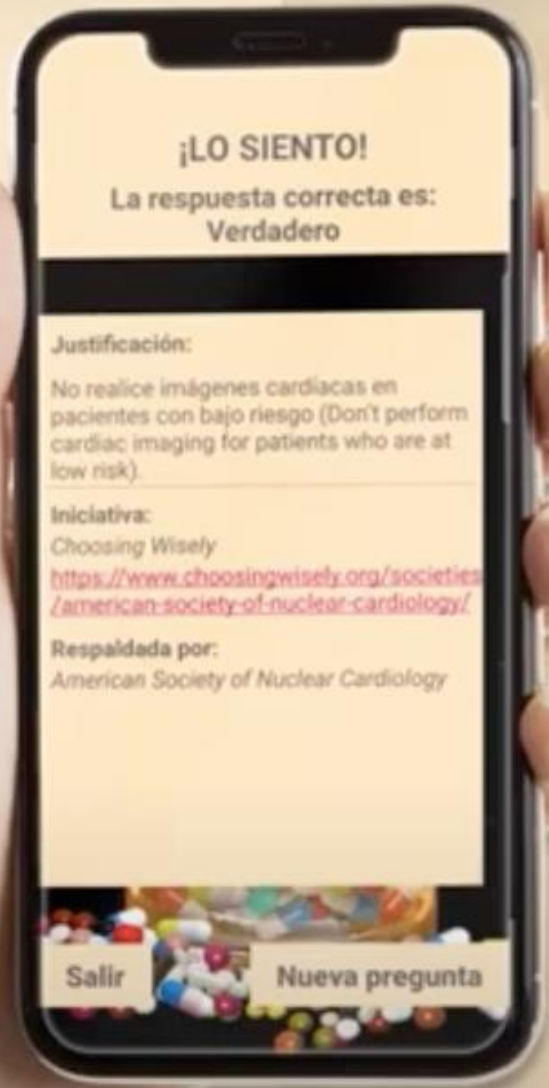 ¡LO SIENTO!
La respuesta correcta es:
Verdadero
Justificación:
No realice imágenes cardíacas en
pacientes con bajo riesgo (Don't perform
cardiac imaging for patients who are at
low risk).
Iniciativa:
Choosing Wisely
https://www.choosingwisely.org/societies
/american-society-of-nuclear-cardiology/
Respaldada por:
American Society of Nuclear Cardiology
Salir
Nueva pregunta